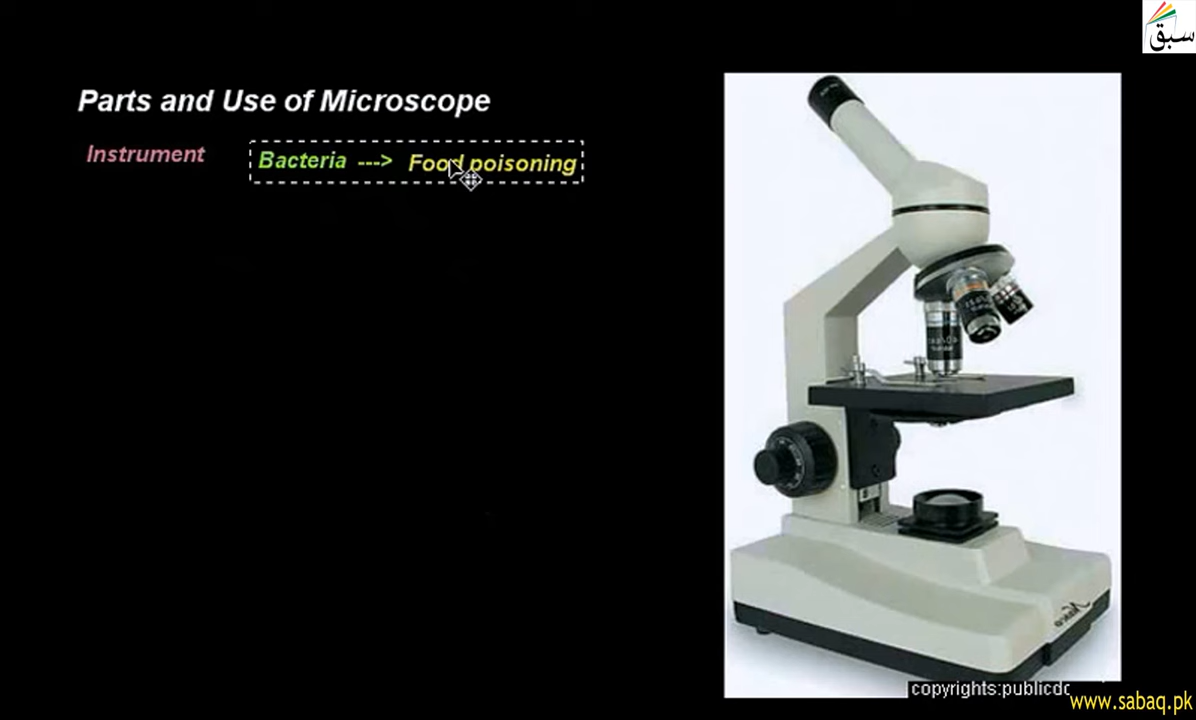 سبق
Parts and Use of Microscope
Instrument
Bacteria ---> Food poisoning
copyrights:publicdo
www.sabaq.pk